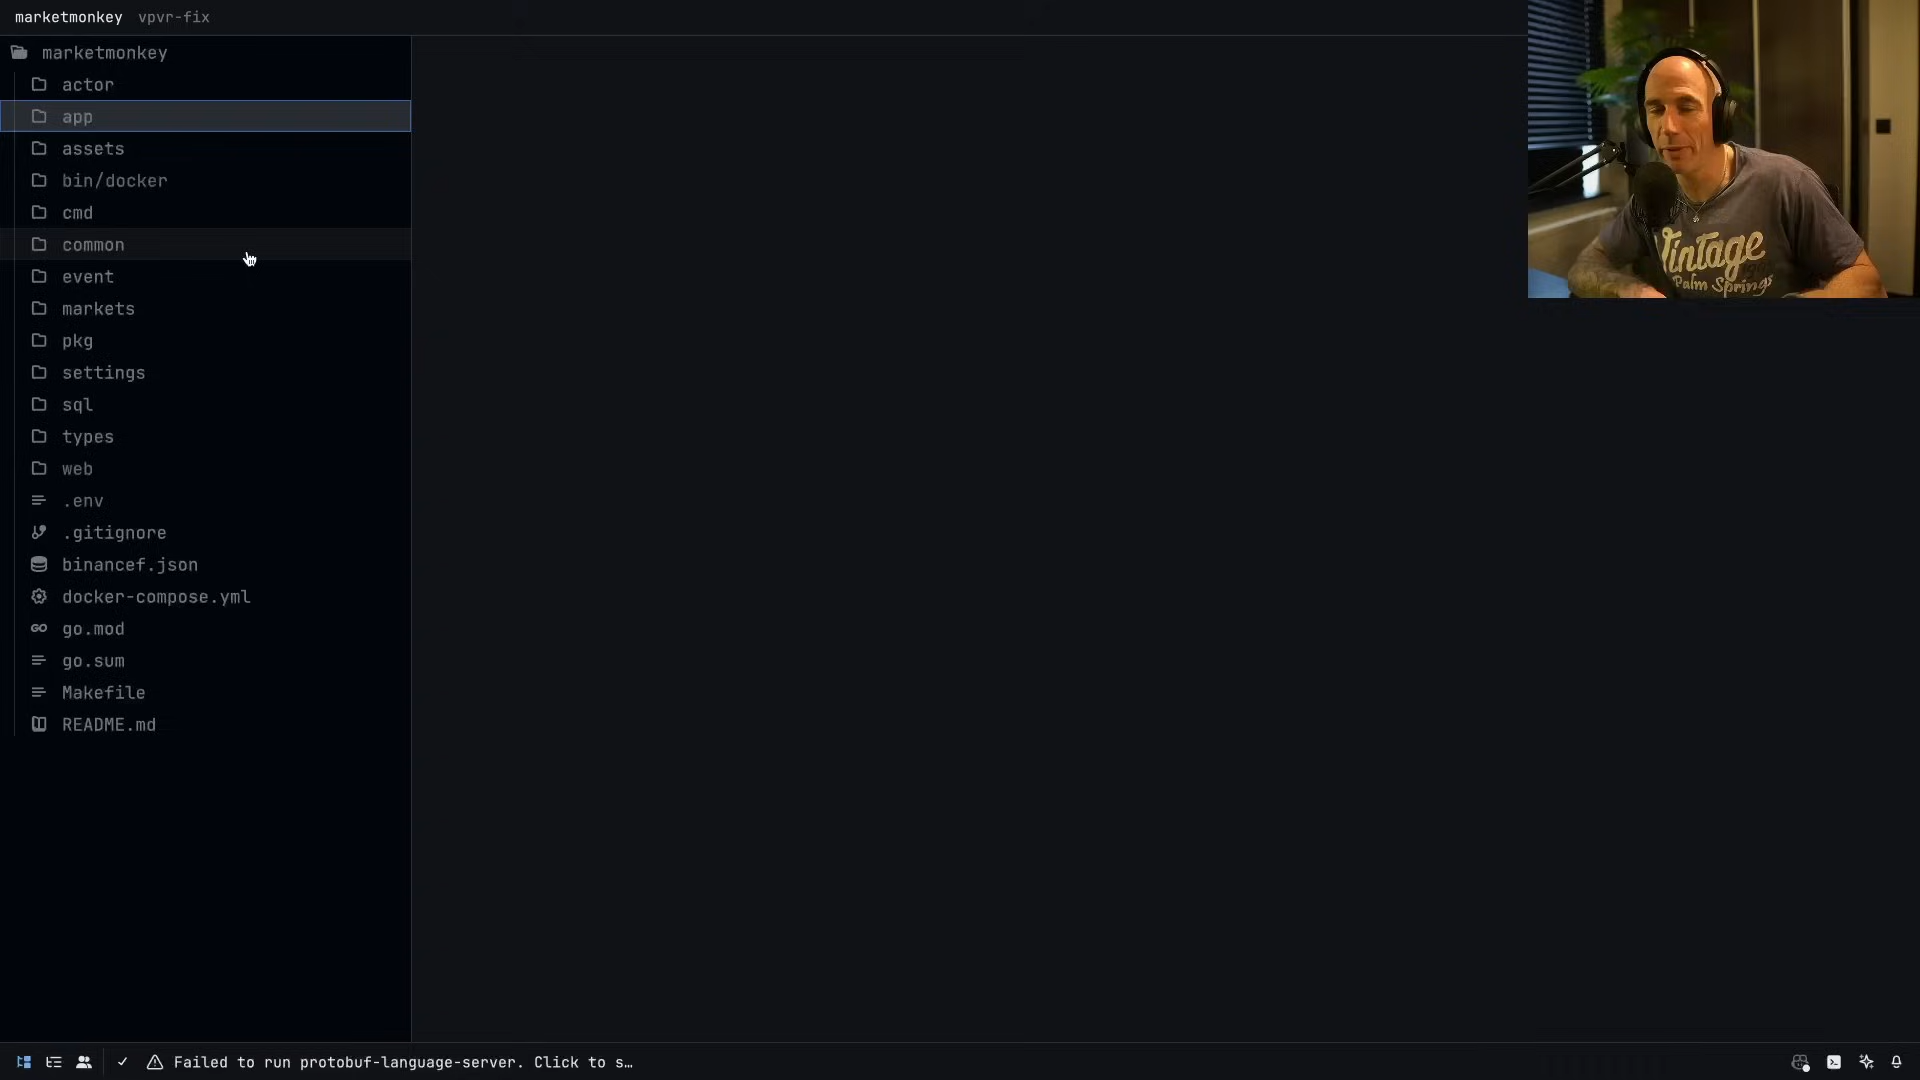 marketmonkey vpvr-fix
marketmonkey
actor
app
assets
bin/docker
cmd
common
event
markets
pkg
settings
sql
types
web
.env
.gitignore
binancef.json
docker-compose.yml
GO go.mod
go.sum
Makefile
README.md
Vintage
Palm Springs
Failed to run protobuf-language-server. Click to s…